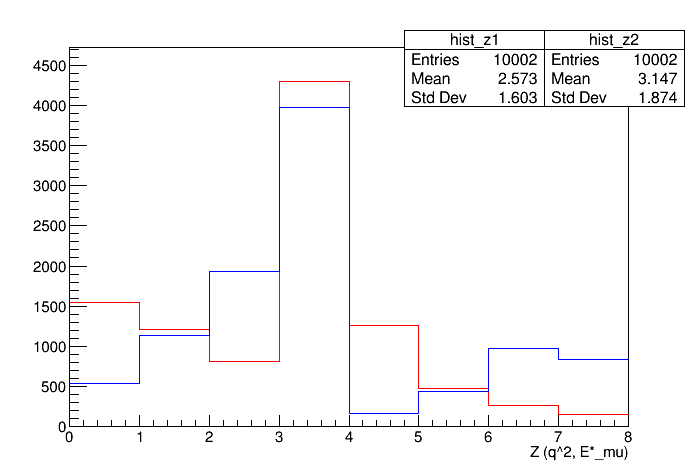 hist_z1 hist_z2
Entries 10002 Entries 10002
Mean 2.573 Mean 3.147
Std Dev 1.603 Std Dev 1.874
4500
4000
3500
3000
2500
2000
1500
1000
500
0
0 1 2 3 4 5 6 7 8
Z (q^2, E*_mu)